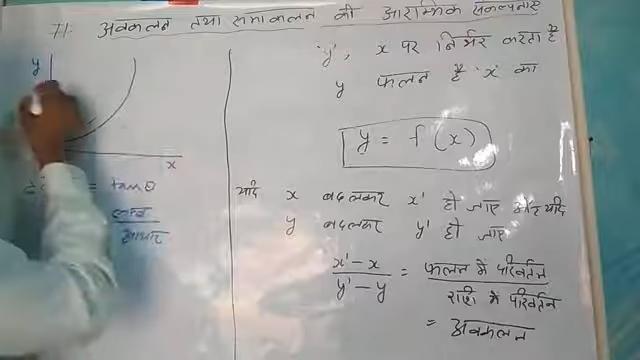 7.1. अवकलन तथा समाकलन की आरम्भिक संकल्पनाएं
y
x
= tanθ
लम्ब
आधार
'y', x पर निर्भर करता है
y फलन है 'x' का
y = f(x)
यदि x बदलकर x' हो जाए और यदि
y बदलकर y' हो जाए
x' - x / y' - y = फलन में परिवर्तन / राशि में परिवर्तन
= अवकलन